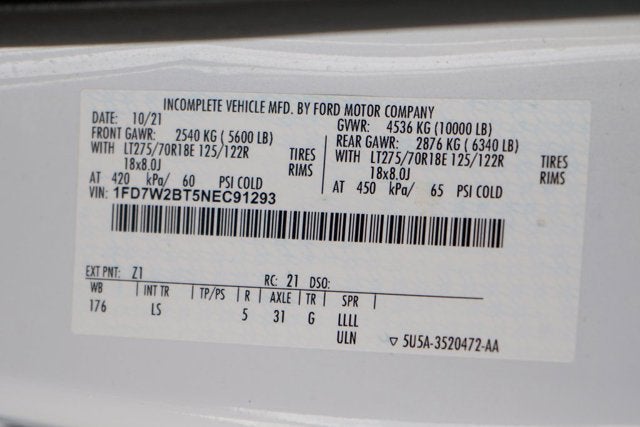 INCOMPLETE VEHICLE MFD. BY FORD MOTOR COMPANY
DATE: 10/21 GVWR: 4536 KG (10000 LB)
FRONT GAWR: 2540 KG ( 5600 LB) REAR GAWR: 2876 KG ( 6340 LB)
WITH LT275/70R18E 125/122R TIRES WITH LT275/70R18E 125/122R TIRES
18x8.0J RIMS 18x8.0J RIMS
AT 420 kPa/ 60 PSI COLD AT 450 kPa/ 65 PSI COLD
VIN: 1FD7W2BT5NEC91293
EXT PNT: Z1 RC: 21 DSO:
WB INT TR TP/PS R AXLE TR SPR
176 LS 5 31 G LLLL
ULN ▽ 5U5A-3520472-AA